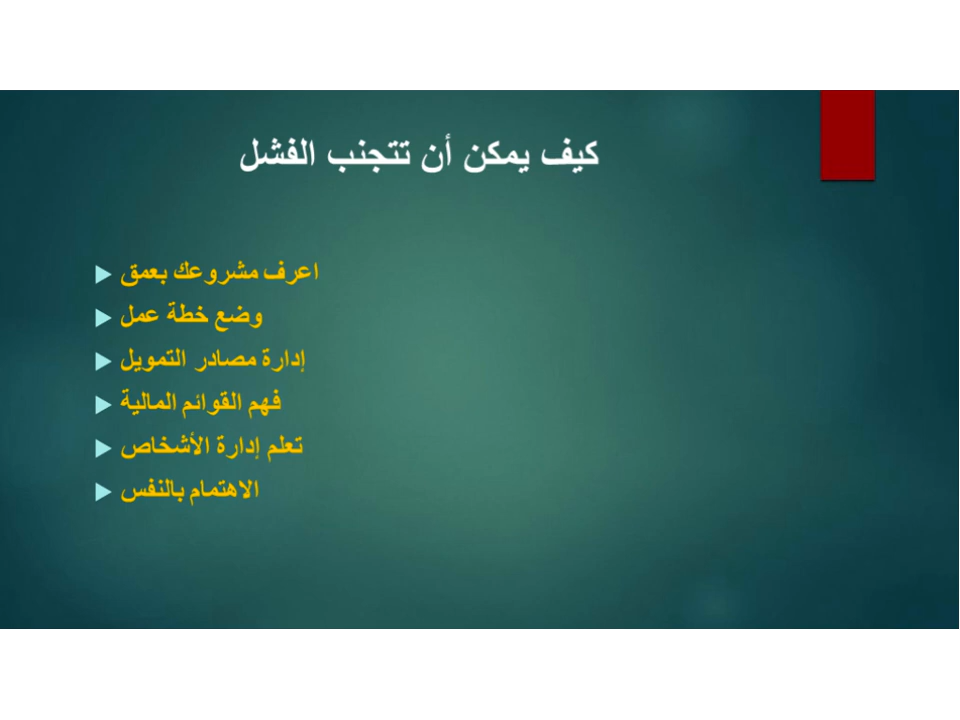 كيف يمكن أن تتجنب الفشل
اعرف مشروعك بعمق
وضع خطة عمل
إدارة مصادر التمويل
فهم القوائم المالية
تعلم إدارة الأشخاص
الاهتمام بالنفس